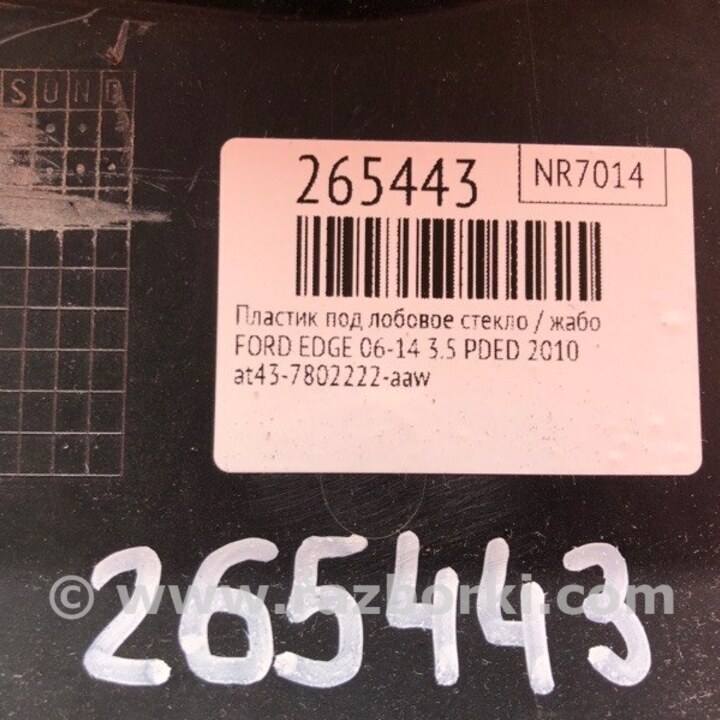 SUND
265443
NR7014
Пластик под лобовое стекло / жабо
FORD EDGE 06-14 3.5 PDED 2010
at43-7802222-aaw
265443
© www.razborki.com